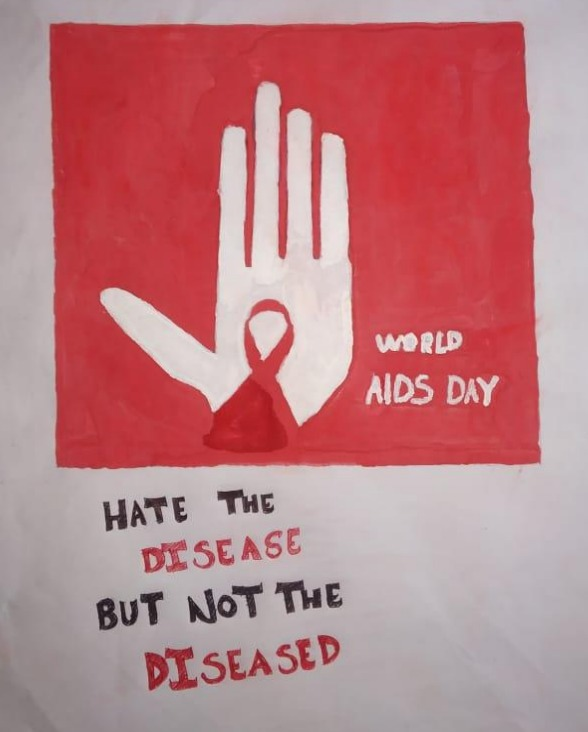 WORLD
AIDS DAY
HATE THE
DISEASE
BUT NOT THE
DISEASED